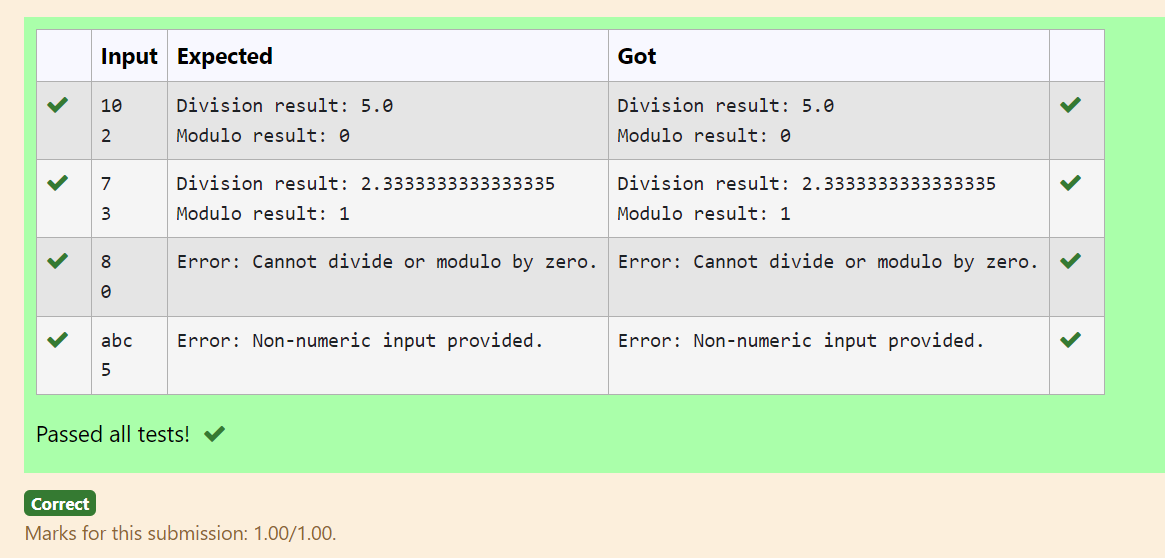 Input Expected Got
10 Division result: 5.0 Division result: 5.0
2 Modulo result: 0 Modulo result: 0
7 Division result: 2.3333333333333335 Division result: 2.3333333333333335
3 Modulo result: 1 Modulo result: 1
8 Error: Cannot divide or modulo by zero. Error: Cannot divide or modulo by zero.
0
abc Error: Non-numeric input provided. Error: Non-numeric input provided.
5
Passed all tests!
Correct
Marks for this submission: 1.00/1.00.